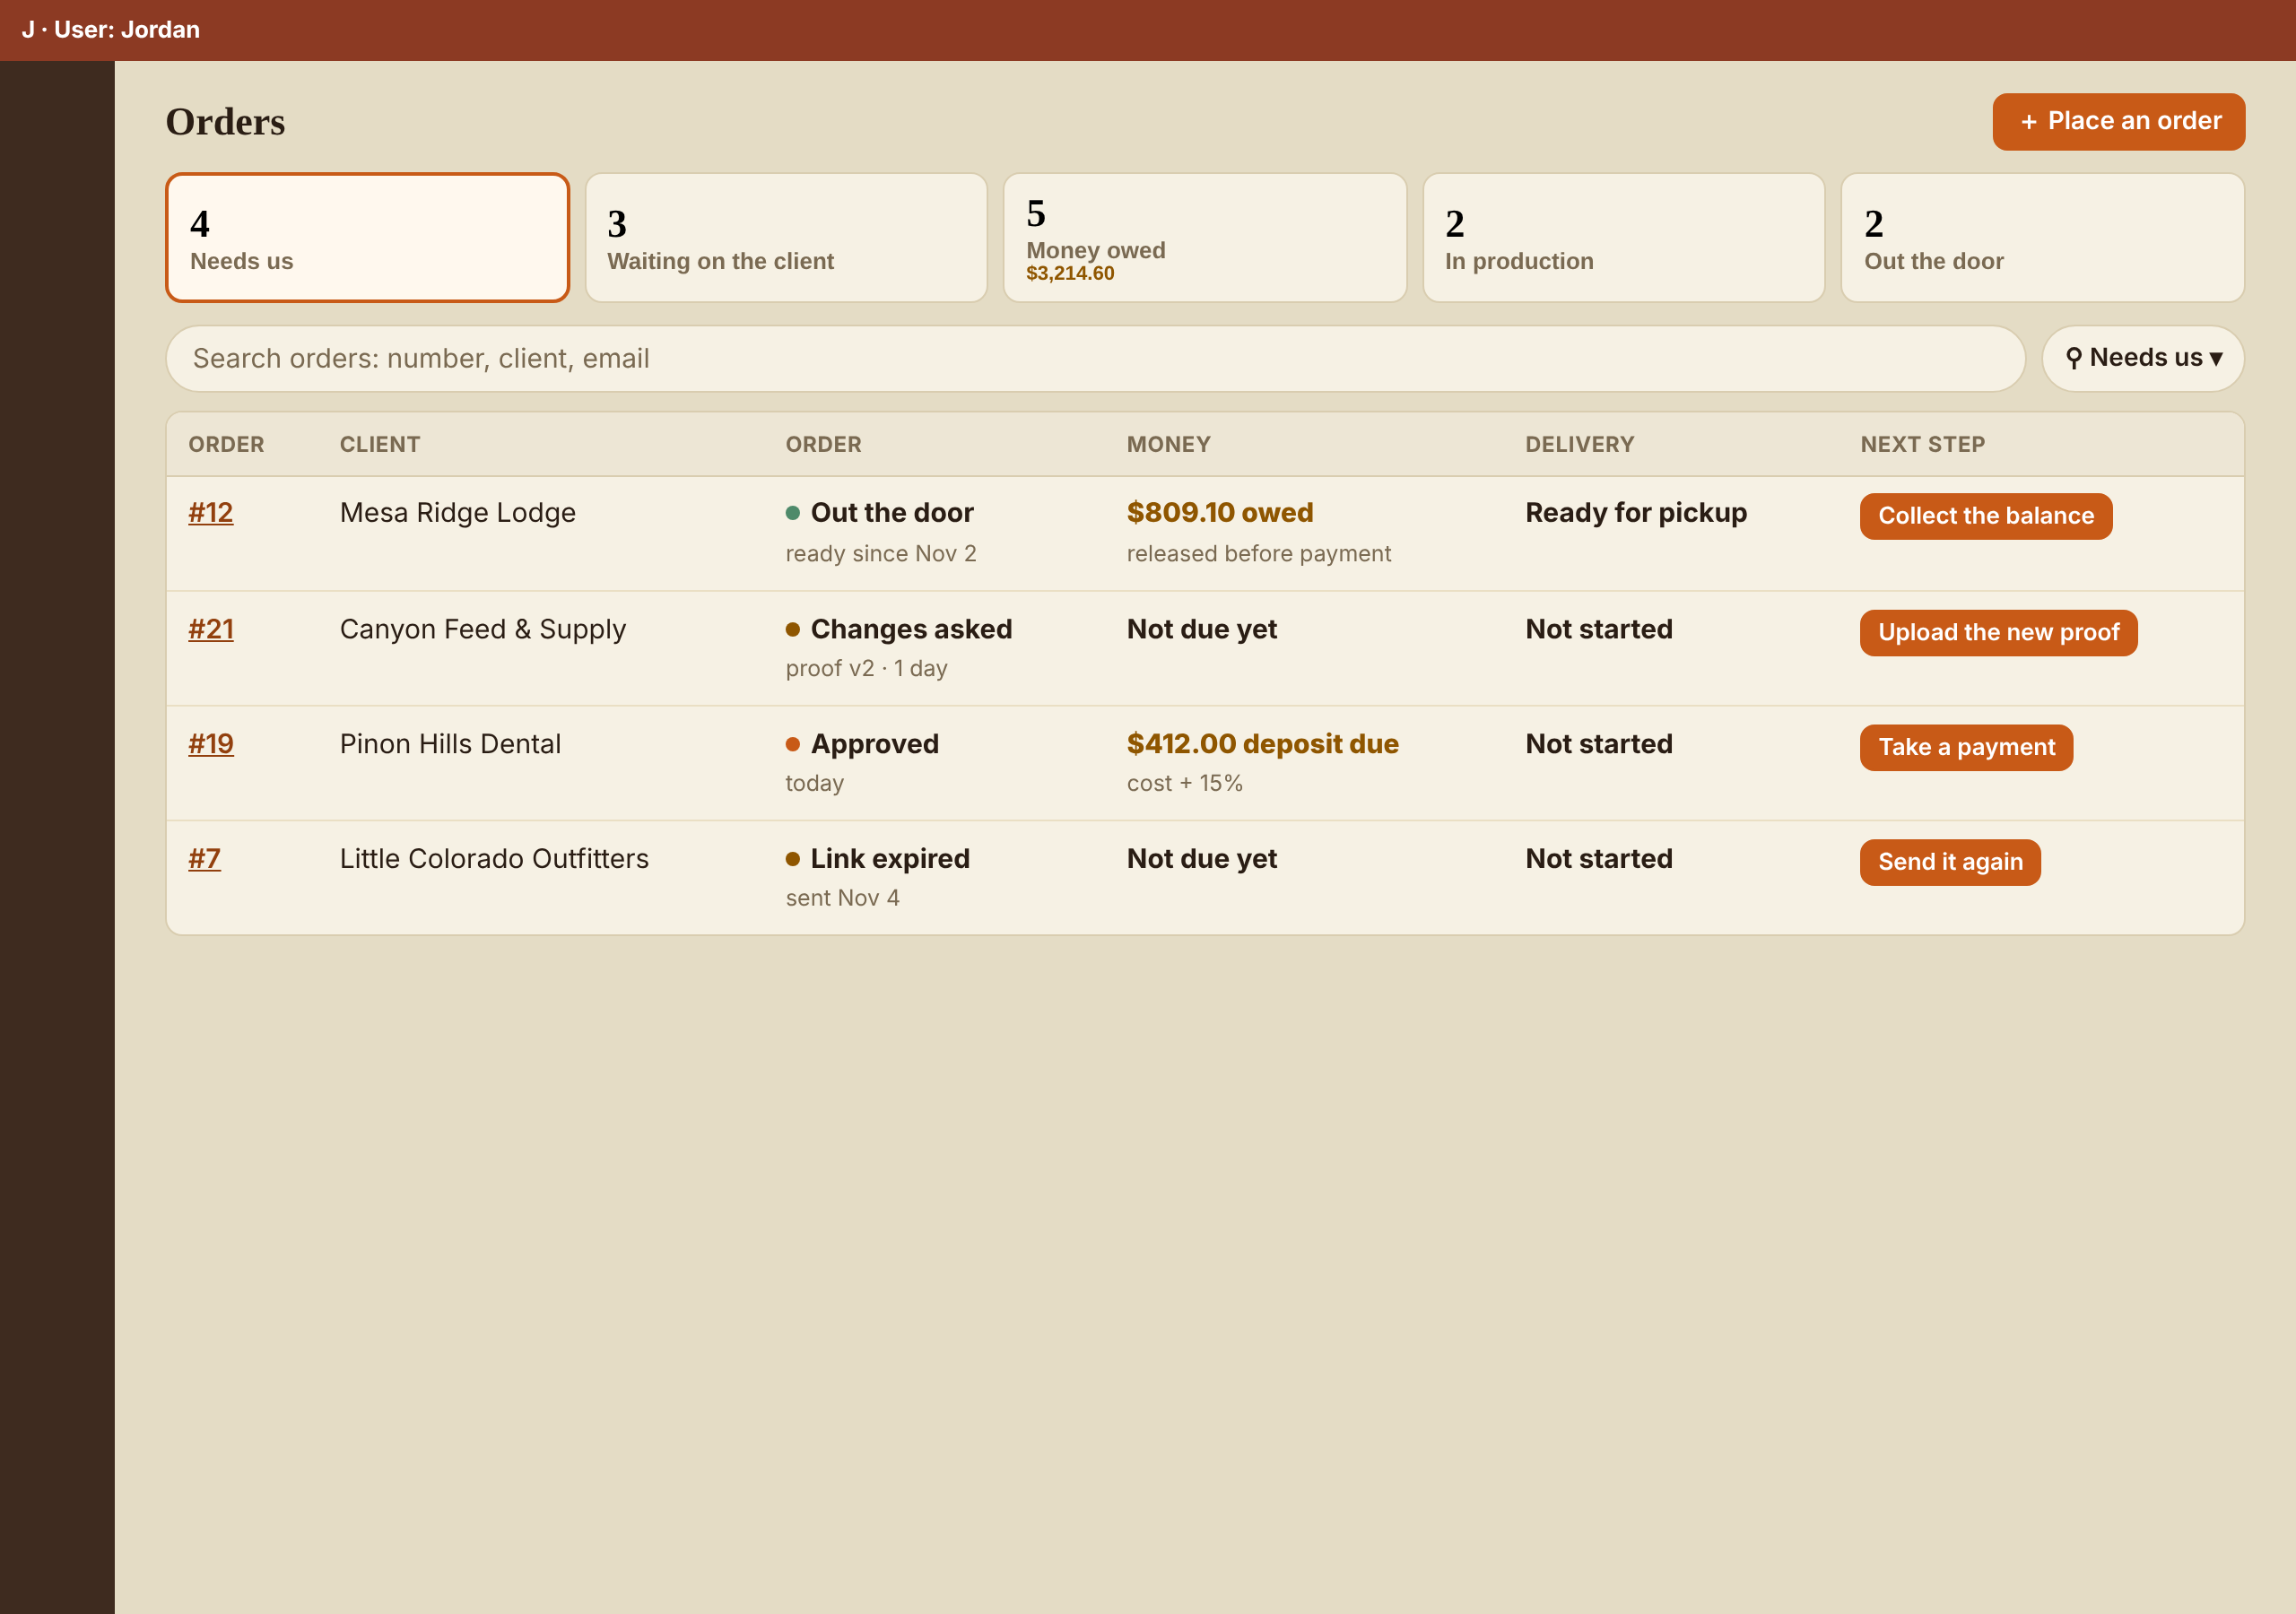 J · User: Jordan
Orders
+ Place an order
4
Needs us
3
Waiting on the client
5
Money owed
$3,214.60
2
In production
2
Out the door
Search orders: number, client, email
Needs us ▾
ORDER CLIENT ORDER MONEY DELIVERY NEXT STEP
#12 Mesa Ridge Lodge Out the door $809.10 owed Ready for pickup Collect the balance
ready since Nov 2 released before payment
#21 Canyon Feed & Supply Changes asked Not due yet Not started Upload the new proof
proof v2 · 1 day
#19 Pinon Hills Dental Approved $412.00 deposit due Not started Take a payment
today cost + 15%
#7 Little Colorado Outfitters Link expired Not due yet Not started Send it again
sent Nov 4